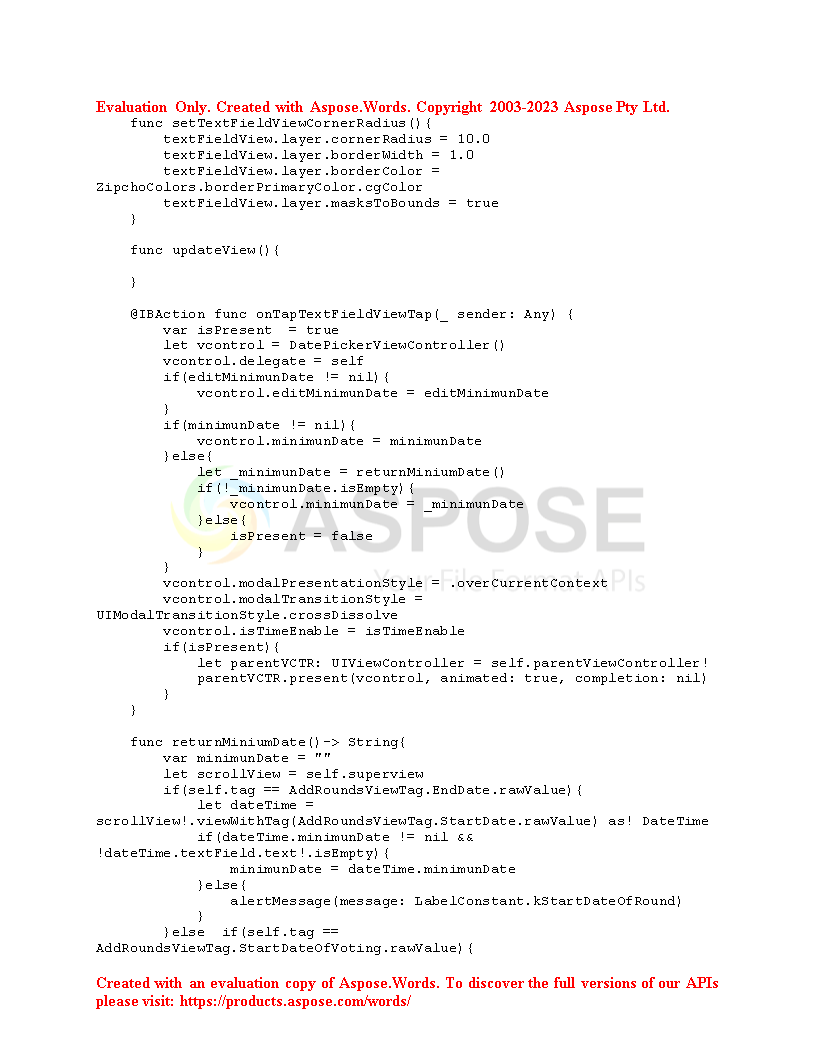 Evaluation Only. Created with Aspose.Words. Copyright 2003-2023 Aspose Pty Ltd.
    func setTextFieldViewCornerRadius(){
        textFieldView.layer.cornerRadius = 10.0
        textFieldView.layer.borderWidth = 1.0
        textFieldView.layer.borderColor =
ZipchoColors.borderPrimaryColor.cgColor
        textFieldView.layer.masksToBounds = true
    }

    func updateView(){

    }

    @IBAction func onTapTextFieldViewTap(_ sender: Any) {
        var isPresent  = true
        let vcontrol = DatePickerViewController()
        vcontrol.delegate = self
        if(editMinimunDate != nil){
            vcontrol.editMinimunDate = editMinimunDate
        }
        if(minimunDate != nil){
            vcontrol.minimunDate = minimunDate
        }else{
            let _minimunDate = returnMiniumDate()
            if(!_minimunDate.isEmpty){
                vcontrol.minimunDate = _minimunDate
            }else{
                isPresent = false
            }
        }
ASPOSE
Your File Format APIs
        vcontrol.modalPresentationStyle = .overCurrentContext
        vcontrol.modalTransitionStyle =
UIModalTransitionStyle.crossDissolve
        vcontrol.isTimeEnable = isTimeEnable
        if(isPresent){
            let parentVCTR: UIViewController = self.parentViewController!
            parentVCTR.present(vcontrol, animated: true, completion: nil)
        }
    }

    func returnMiniumDate()-> String{
        var minimunDate = ""
        let scrollView = self.superview
        if(self.tag == AddRoundsViewTag.EndDate.rawValue){
            let dateTime =
scrollView!.viewWithTag(AddRoundsViewTag.StartDate.rawValue) as! DateTime
            if(dateTime.minimunDate != nil &&
!dateTime.textField.text!.isEmpty){
                minimunDate = dateTime.minimunDate
            }else{
                alertMessage(message: LabelConstant.kStartDateOfRound)
            }
        }else  if(self.tag ==
AddRoundsViewTag.StartDateOfVoting.rawValue){
Created with an evaluation copy of Aspose.Words. To discover the full versions of our APIs
please visit: https://products.aspose.com/words/